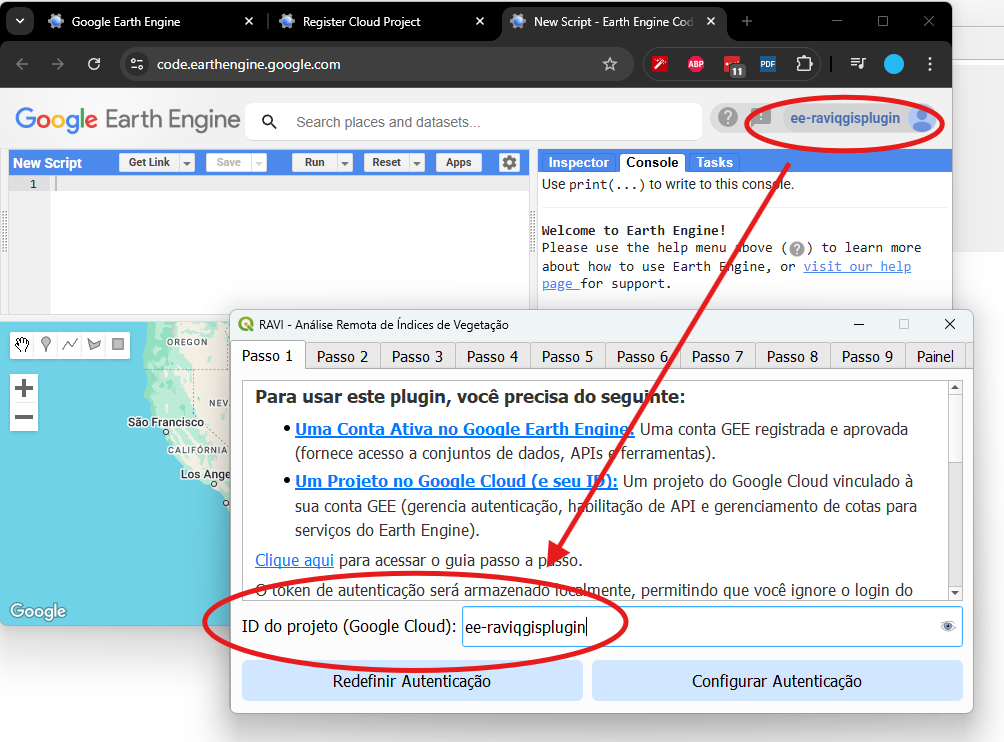 Google Earth Engine
Register Cloud Project
New Script - Earth Engine Cod
code.earthengine.google.com
ABP
11
PDF
Google Earth Engine
Search places and datasets...
ee-raviqgisplugin
New Script
Get Link
Save
Run
Reset
Apps
Inspector
Console
Tasks
1
Use print(...) to write to this console.
Welcome to Earth Engine!
Please use the help menu above (?) to learn more
about how to use Earth Engine, or visit our help
page for support.
OREGON
NEV
São Francisco
CALIFÓRNIA
Los Ange
Google
RAVI - Análise Remota de Índices de Vegetação
Passo 1
Passo 2
Passo 3
Passo 4
Passo 5
Passo 6
Passo 7
Passo 8
Passo 9
Painel
Para usar este plugin, você precisa do seguinte:
Uma Conta Ativa no Google Earth Engine: Uma conta GEE registrada e aprovada
(fornece acesso a conjuntos de dados, APIs e ferramentas).
Um Projeto no Google Cloud (e seu ID): Um projeto do Google Cloud vinculado à
sua conta GEE (gerencia autenticação, habilitação de API e gerenciamento de cotas para
serviços do Earth Engine).
Clique aqui para acessar o guia passo a passo.
O token de autenticação será armazenado localmente, permitindo que você ignore o login do
ID do projeto (Google Cloud): ee-raviqgisplugin
Redefinir Autenticação
Configurar Autenticação